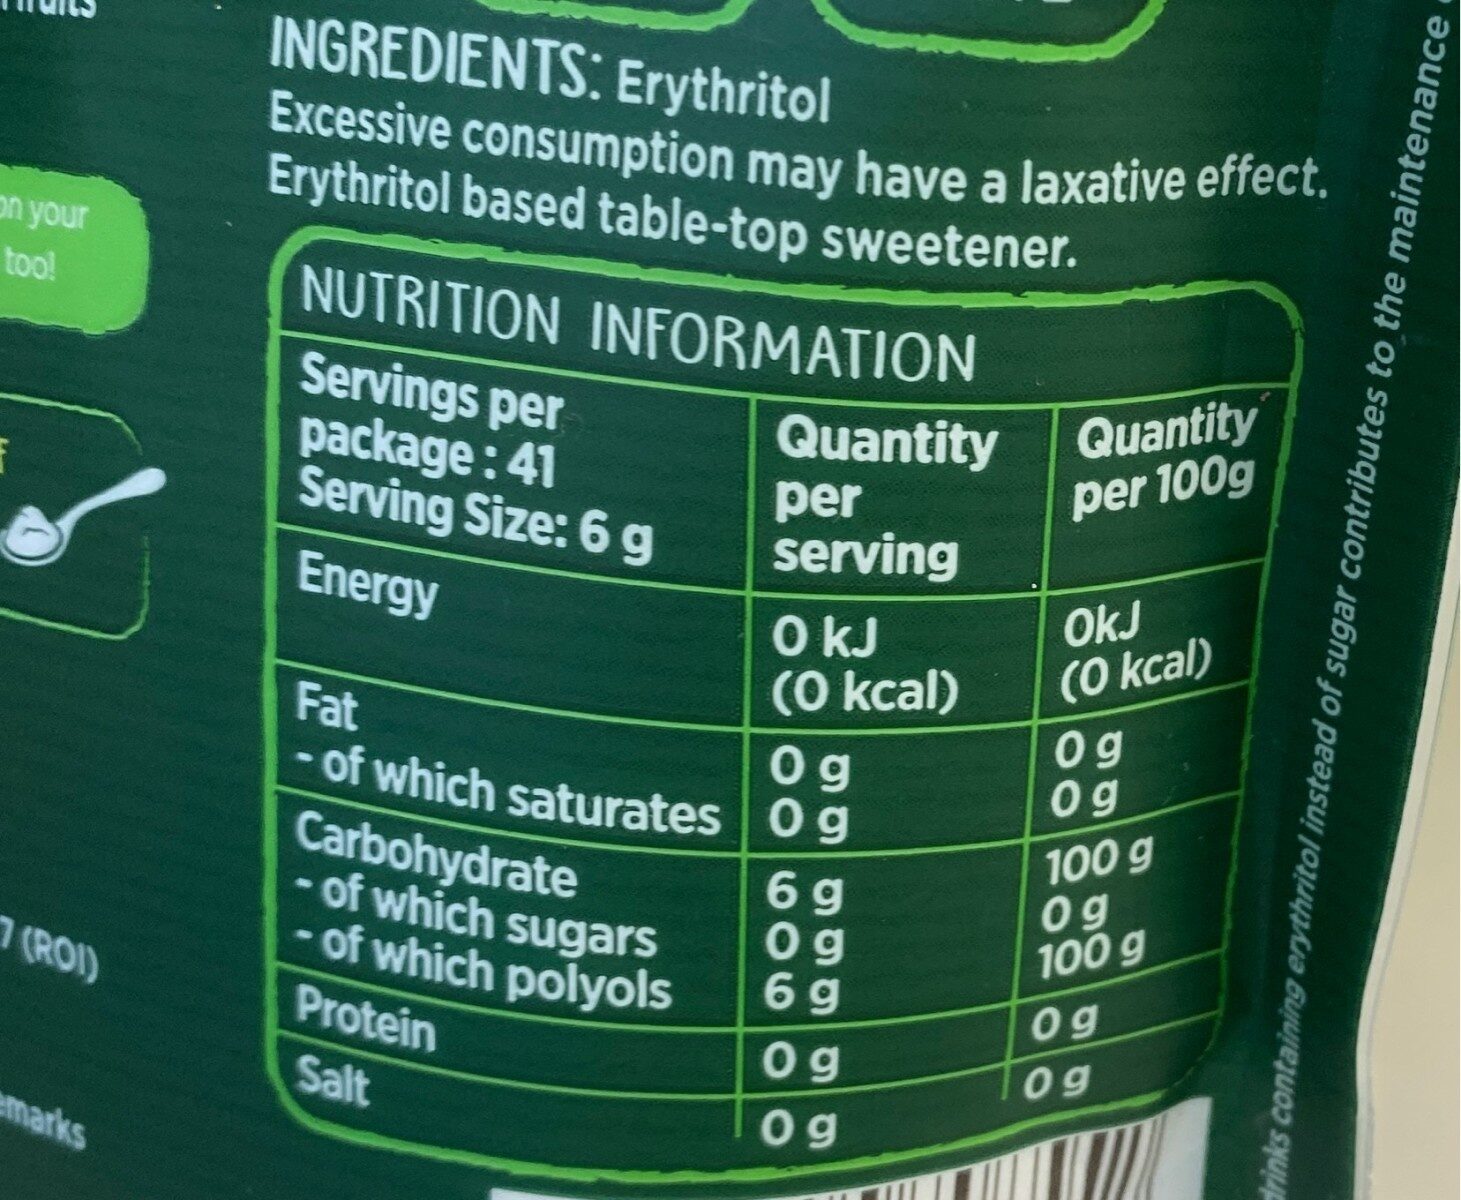 INGREDIENTS: Erythritol
Excessive consumption may have a laxative effect.
Erythritol based table-top sweetener.
on your
too!
NUTRITION INFORMATION
Servings per
package : 41
Serving Size: 6 g
Quantity
per
serving
Quantity
per 100g
Energy
0 kJ
(0 kcal)
0kJ
(0 kcal)
Fat
0 g
0 g
- of which saturates
0 g
0 g
Carbohydrate
6 g
100 g
- of which sugars
0 g
0 g
- of which polyols
6 g
100 g
Protein
0 g
0 g
Salt
0 g
0 g
7 (ROI)
emarks
drinks containing erythritol instead of sugar contributes to the maintenance